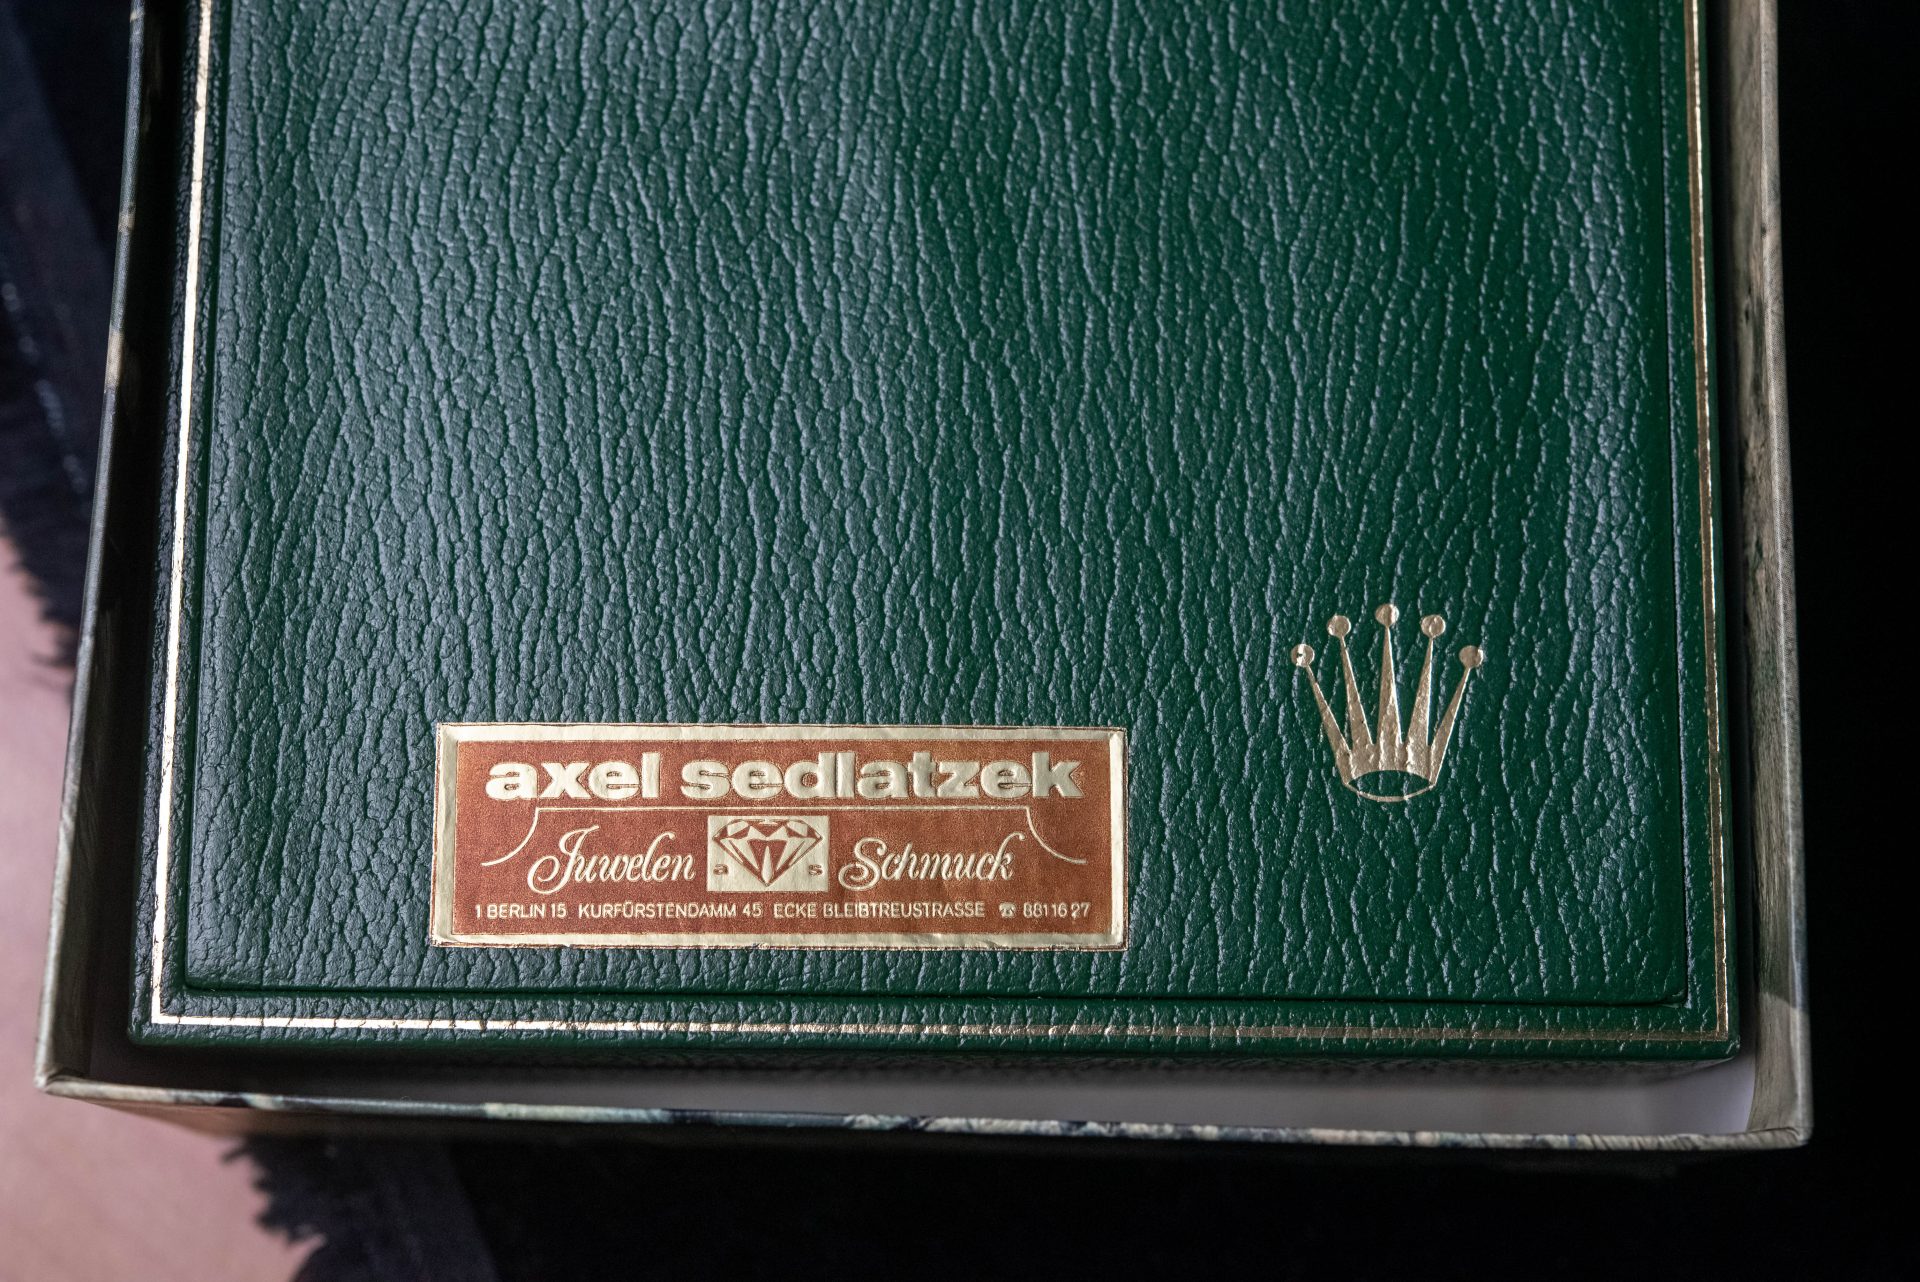 axel sedlatzek
Juwelen a s Schmuck
1 BERLIN 15 KURFÜRSTENDAMM 45 ECKE BLEIBTREUSTRASSE ☎ 881 16 27